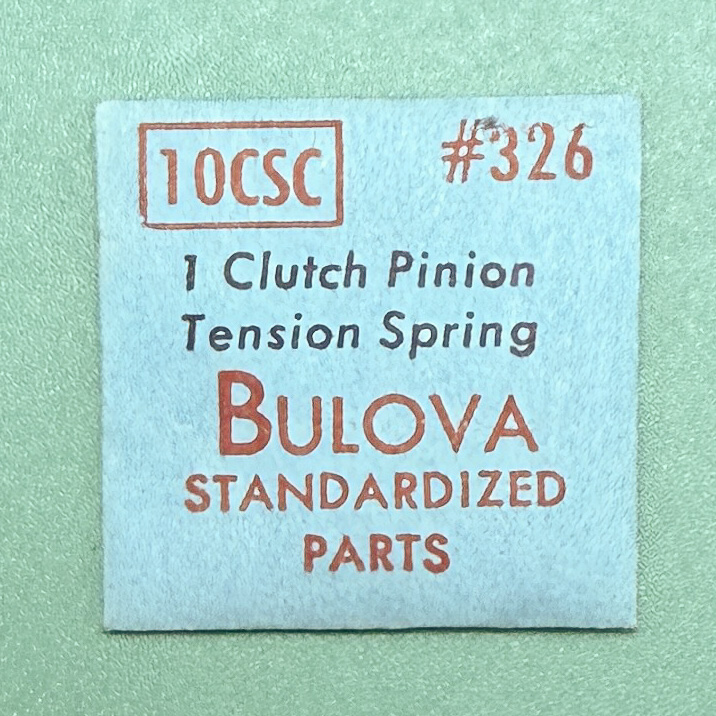 10CSC #326
1 Clutch Pinion
Tension Spring
BULOVA
STANDARDIZED
PARTS